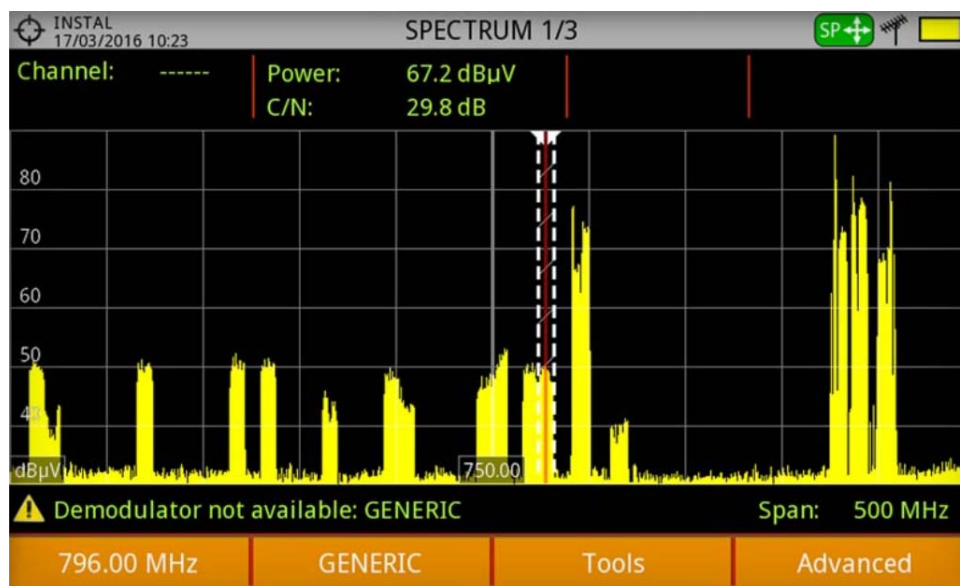 INSTAL
17/03/2016 10:23
SPECTRUM 1/3
SP
Channel: ------
Power: 67.2 dBµV
C/N: 29.8 dB
80
70
60
50
40
dBµV
750.00
Demodulator not available: GENERIC
Span: 500 MHz
796.00 MHz
GENERIC
Tools
Advanced